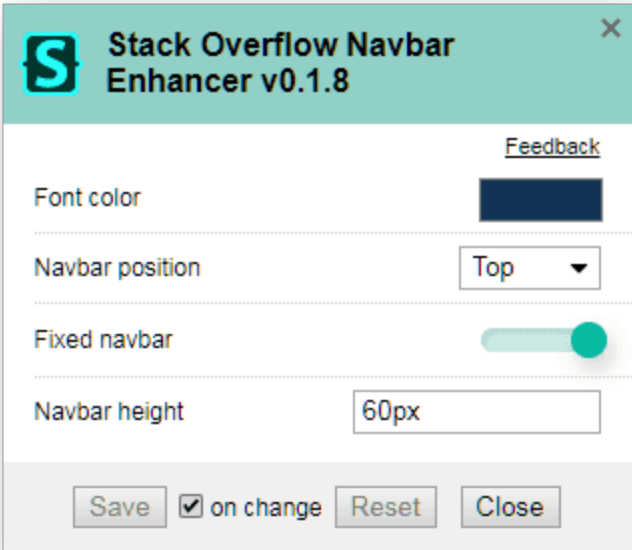 Stack Overflow Navbar
Enhancer v0.1.8
Feedback
Font color
Navbar position
Top
Fixed navbar
Navbar height
60px
Save
on change
Reset
Close